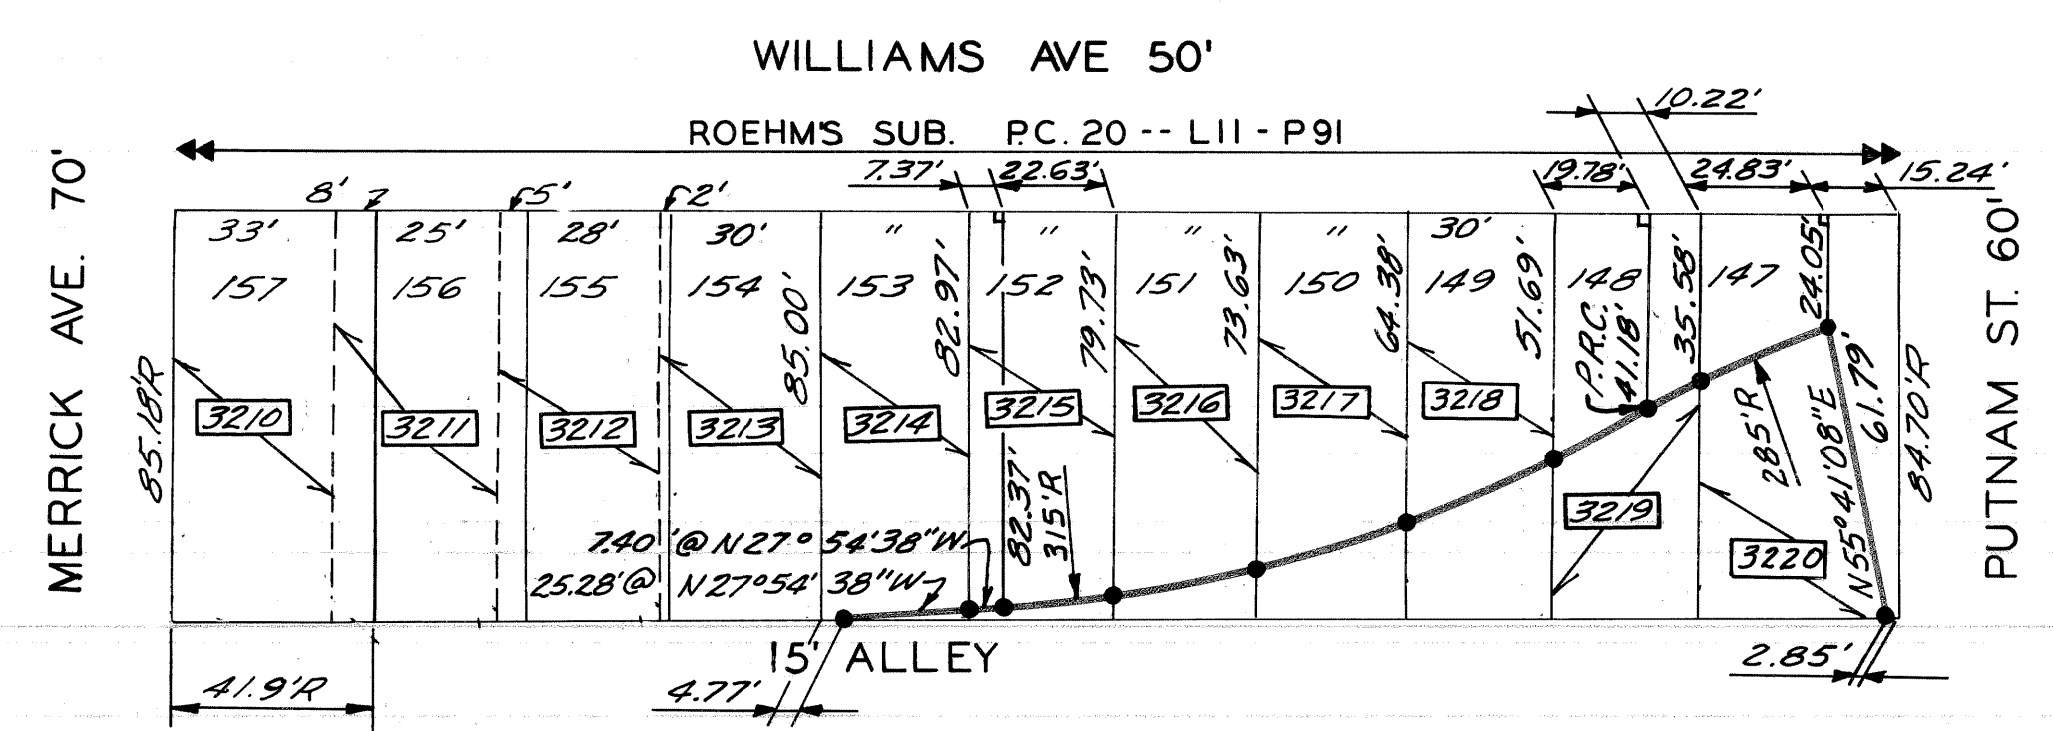 WILLIAMS AVE 50'
10.22'
ROEHM'S SUB. P.C. 20 -- L11 - P91
7.37' 22.63' 19.78' 24.83' 15.24'
8' 7 5' 2'
MERRICK AVE. 70'
33' 25' 28' 30' " " " " 30'
157 156 155 154 153 152 151 150 149 148 147
85.18'R
85.00'
82.97'
79.73'
73.63'
64.38'
51.69'
P.R.C.
41.18'
35.58'
24.05'
61.79'
N55°41'08"E
285'R
84.70'R
PUTNAM ST. 60'
3210 3211 3212 3213 3214 3215 3216 3217 3218
3219
3220
82.37'
315'R
7.40'@ N27°54'38"W
25.28'@ N27°54'38"W
15' ALLEY
41.9'R
4.77'
2.85'